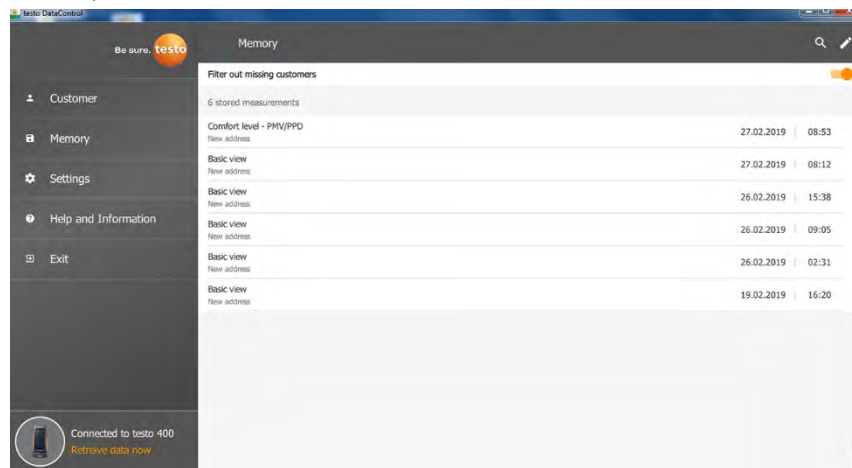 testo DataControl
Be sure. testo
Memory
Filter out missing customers
Customer
6 stored measurements
Comfort level - PMV/PPD
New address
27.02.2019 08:53
Memory
Basic view
New address
27.02.2019 08:12
Settings
Basic view
New address
26.02.2019 15:38
Help and Information
Basic view
New address
26.02.2019 09:05
Exit
Basic view
New address
26.02.2019 02:31
Basic view
New address
19.02.2019 16:20
Connected to testo 400
Retreive data now